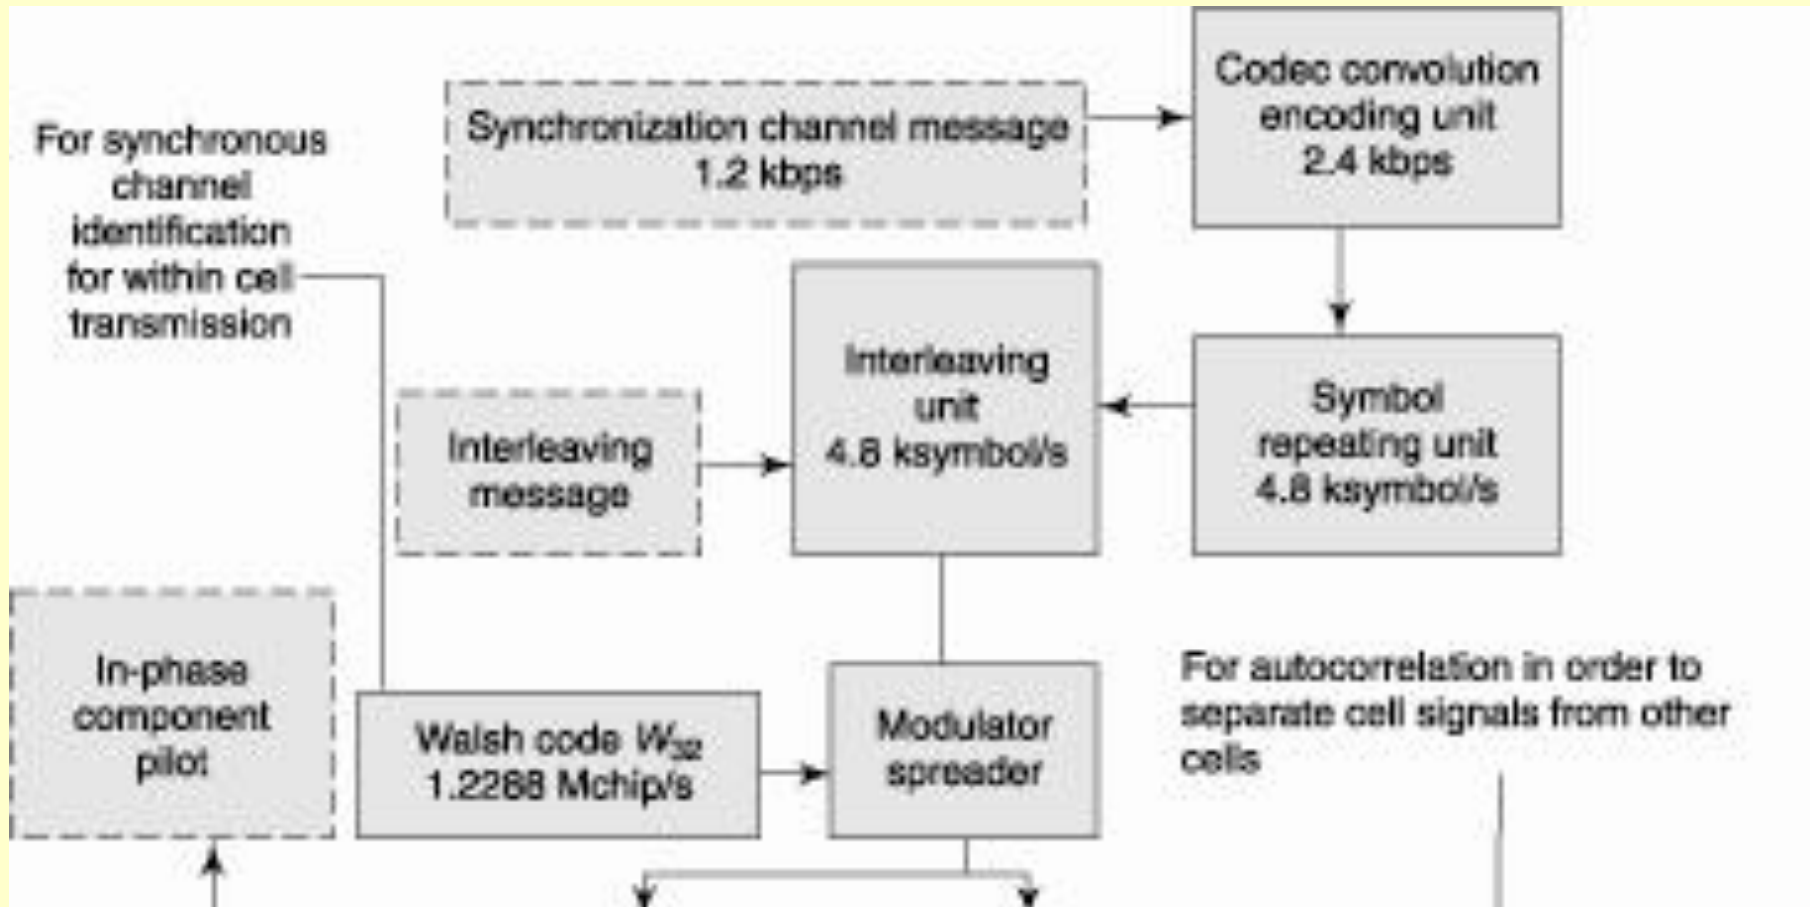 Codec convolution
encoding unit
2.4 kbps
Synchronization channel message
1.2 kbps
For synchronous
channel
identification
for within cell
transmission
Interleaving
unit
4.8 ksymbol/s
Symbol
repeating unit
4.8 ksymbol/s
Interleaving
message
In-phase
component
pilot
Walsh code W32
1.2288 Mchip/s
Modulator
spreader
For autocorrelation in order to
separate cell signals from other
cells